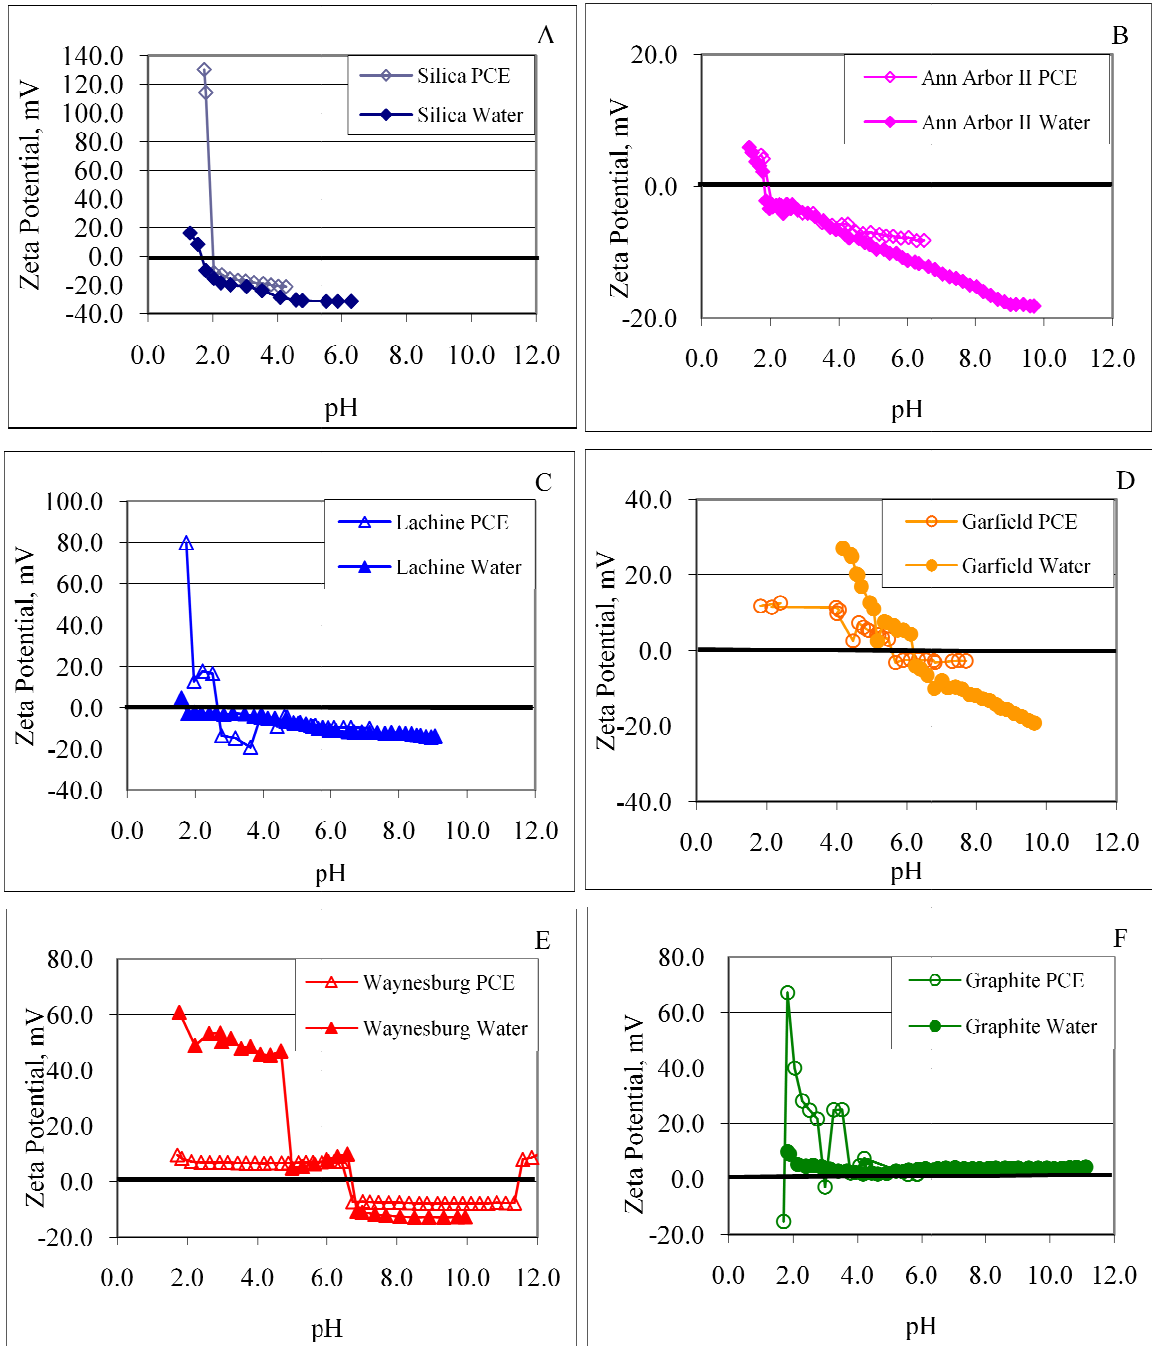 A
140.0
120.0
100.0
80.0
60.0
40.0
20.0
0.0
-20.0
-40.0
Zeta Potential, mV
Silica PCE
Silica Water
0.0 2.0 4.0 6.0 8.0 10.0 12.0
pH
B
20.0
0.0
-20.0
Zeta Potential, mV
Ann Arbor II PCE
Ann Arbor II Water
0.0 2.0 4.0 6.0 8.0 10.0 12.0
pH
C
100.0
80.0
60.0
40.0
20.0
0.0
-20.0
-40.0
Zeta Potential, mV
Lachine PCE
Lachine Water
0.0 2.0 4.0 6.0 8.0 10.0 12.0
pH
D
40.0
20.0
0.0
-20.0
-40.0
Zeta Potential, mV
Garfield PCE
Garfield Water
0.0 2.0 4.0 6.0 8.0 10.0 12.0
pH
E
80.0
60.0
40.0
20.0
0.0
-20.0
Zeta Potential, mV
Waynesburg PCE
Waynesburg Water
0.0 2.0 4.0 6.0 8.0 10.0 12.0
pH
F
80.0
60.0
40.0
20.0
0.0
-20.0
Zeta Potential, mV
Graphite PCE
Graphite Water
0.0 2.0 4.0 6.0 8.0 10.0 12.0
pH